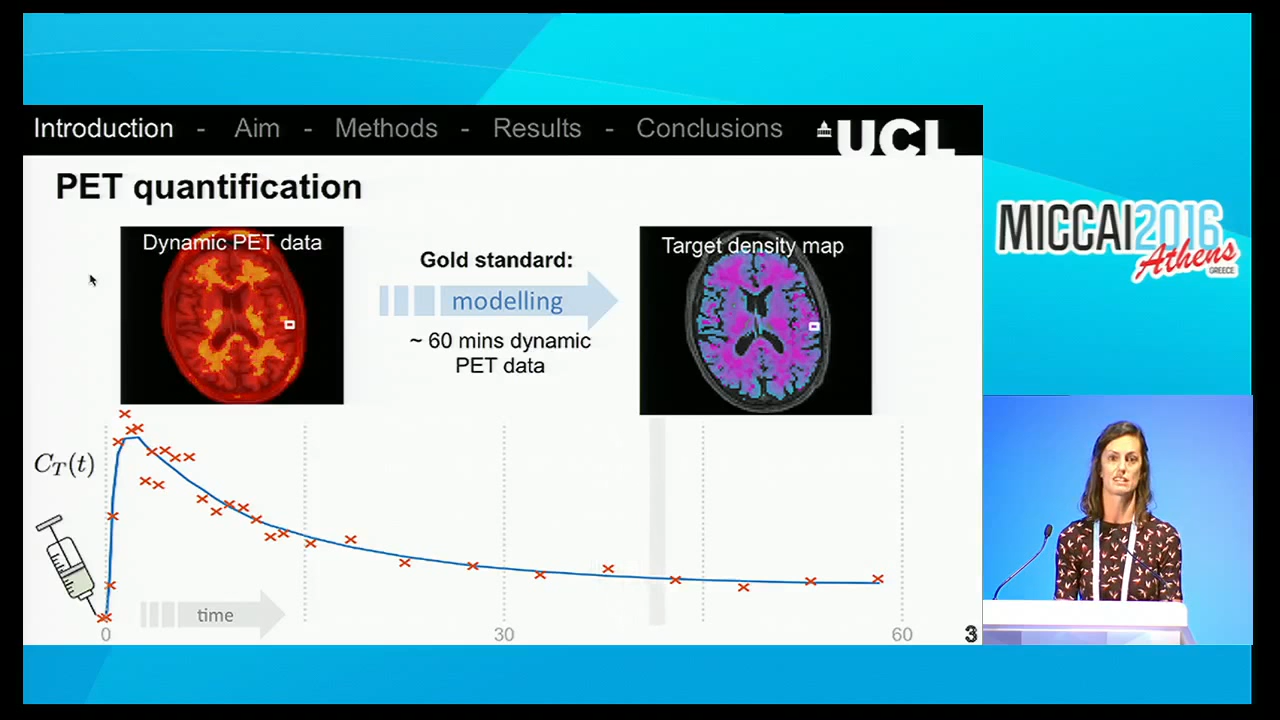 Introduction - Aim - Methods - Results - Conclusions
UCL
PET quantification
Dynamic PET data
Gold standard:
modelling
~ 60 mins dynamic
PET data
Target density map
C_T(t)
time
0
30
60
3
MICCAI2016
Athens
GREECE